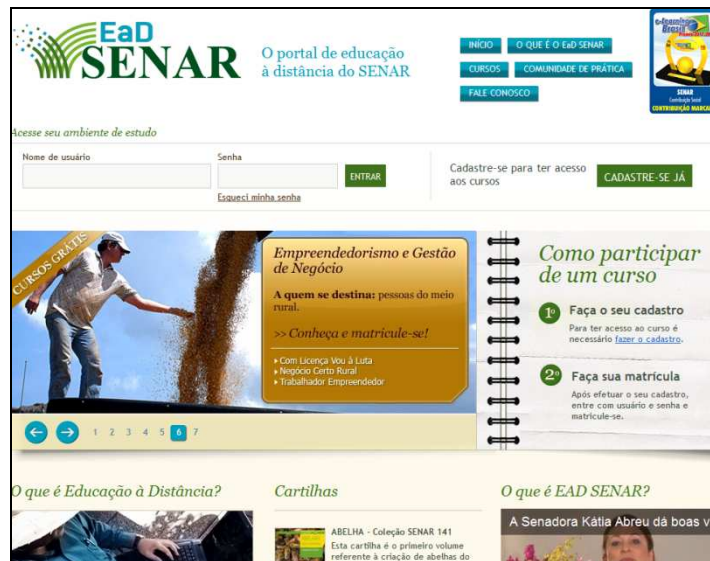 EaD
SENAR
O portal de educação
à distância do SENAR
INÍCIO
O QUE É O EaD SENAR
CURSOS
COMUNIDADE DE PRÁTICA
FALE CONOSCO
e-Learning
Brasil
SENAR
Contribuição Social
CONTRIBUIÇÃO MARCA
Acesse seu ambiente de estudo
Nome de usuário
Senha
ENTRAR
Esqueci minha senha
Cadastre-se para ter acesso
aos cursos
CADASTRE-SE JÁ
CURSOS GRÁTIS
Empreendedorismo e Gestão
de Negócio
A quem se destina: pessoas do meio
rural.
>> Conheça e matricule-se!
Com Licença Vou à Luta
Negócio Certo Rural
Trabalhador Empreendedor
1 2 3 4 5 6 7
Como participar
de um curso
1º Faça o seu cadastro
Para ter acesso ao curso é
necessário fazer o cadastro.
2º Faça sua matrícula
Após efetuar o seu cadastro,
entre com usuário e senha e
matricule-se.
O que é Educação à Distância?
Cartilhas
ABELHA - Coleção SENAR 141
Esta cartilha é o primeiro volume
referente à criação de abelhas do
O que é EAD SENAR?
A Senadora Kátia Abreu dá boas v